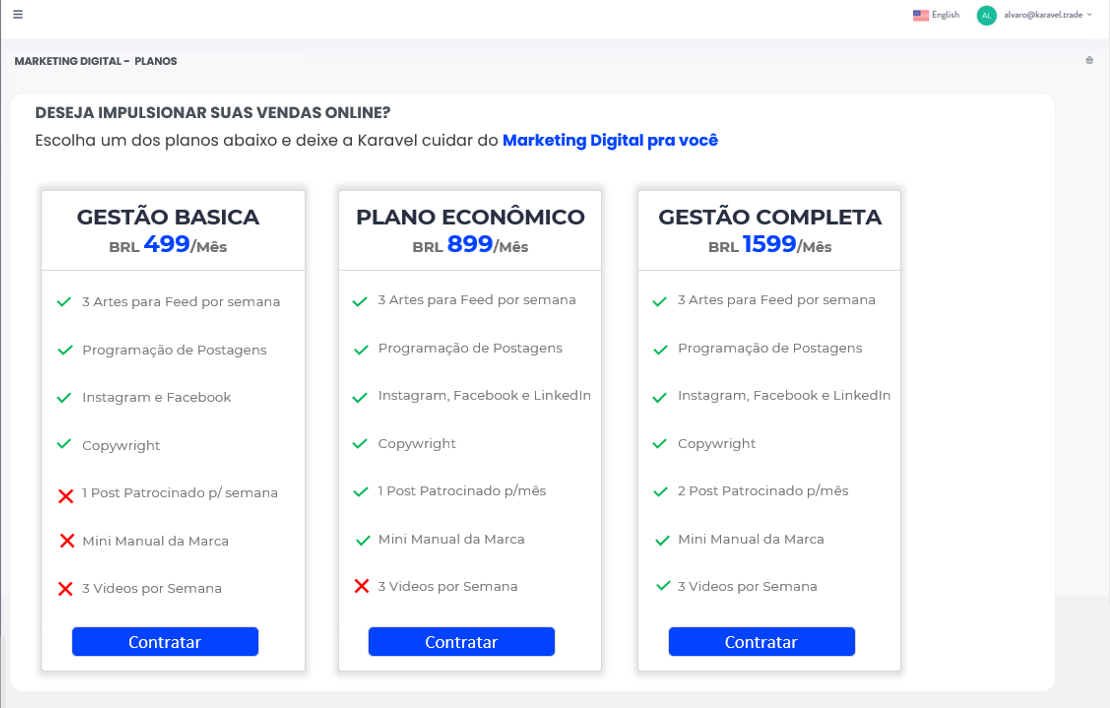 English
AL
alvaro@karavel.trade
MARKETING DIGITAL - PLANOS
DESEJA IMPULSIONAR SUAS VENDAS ONLINE?
Escolha um dos planos abaixo e deixe a Karavel cuidar do Marketing Digital pra você
GESTÃO BASICA
BRL 499/Mês
3 Artes para Feed por semana
Programação de Postagens
Instagram e Facebook
Copywright
1 Post Patrocinado p/ semana
Mini Manual da Marca
3 Videos por Semana
Contratar
PLANO ECONÔMICO
BRL 899/Mês
3 Artes para Feed por semana
Programação de Postagens
Instagram, Facebook e LinkedIn
Copywright
1 Post Patrocinado p/mês
Mini Manual da Marca
3 Videos por Semana
Contratar
GESTÃO COMPLETA
BRL 1599/Mês
3 Artes para Feed por semana
Programação de Postagens
Instagram, Facebook e LinkedIn
Copywright
2 Post Patrocinado p/mês
Mini Manual da Marca
3 Videos por Semana
Contratar